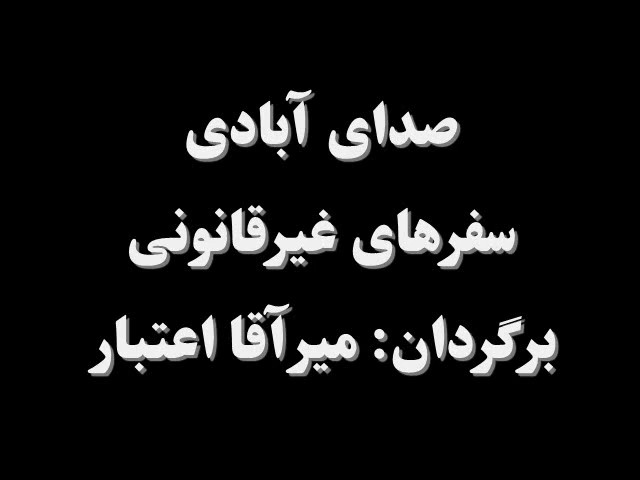 صدای آبادی
سفرهای غیرقانونی
برگردان: میرآقا اعتبار